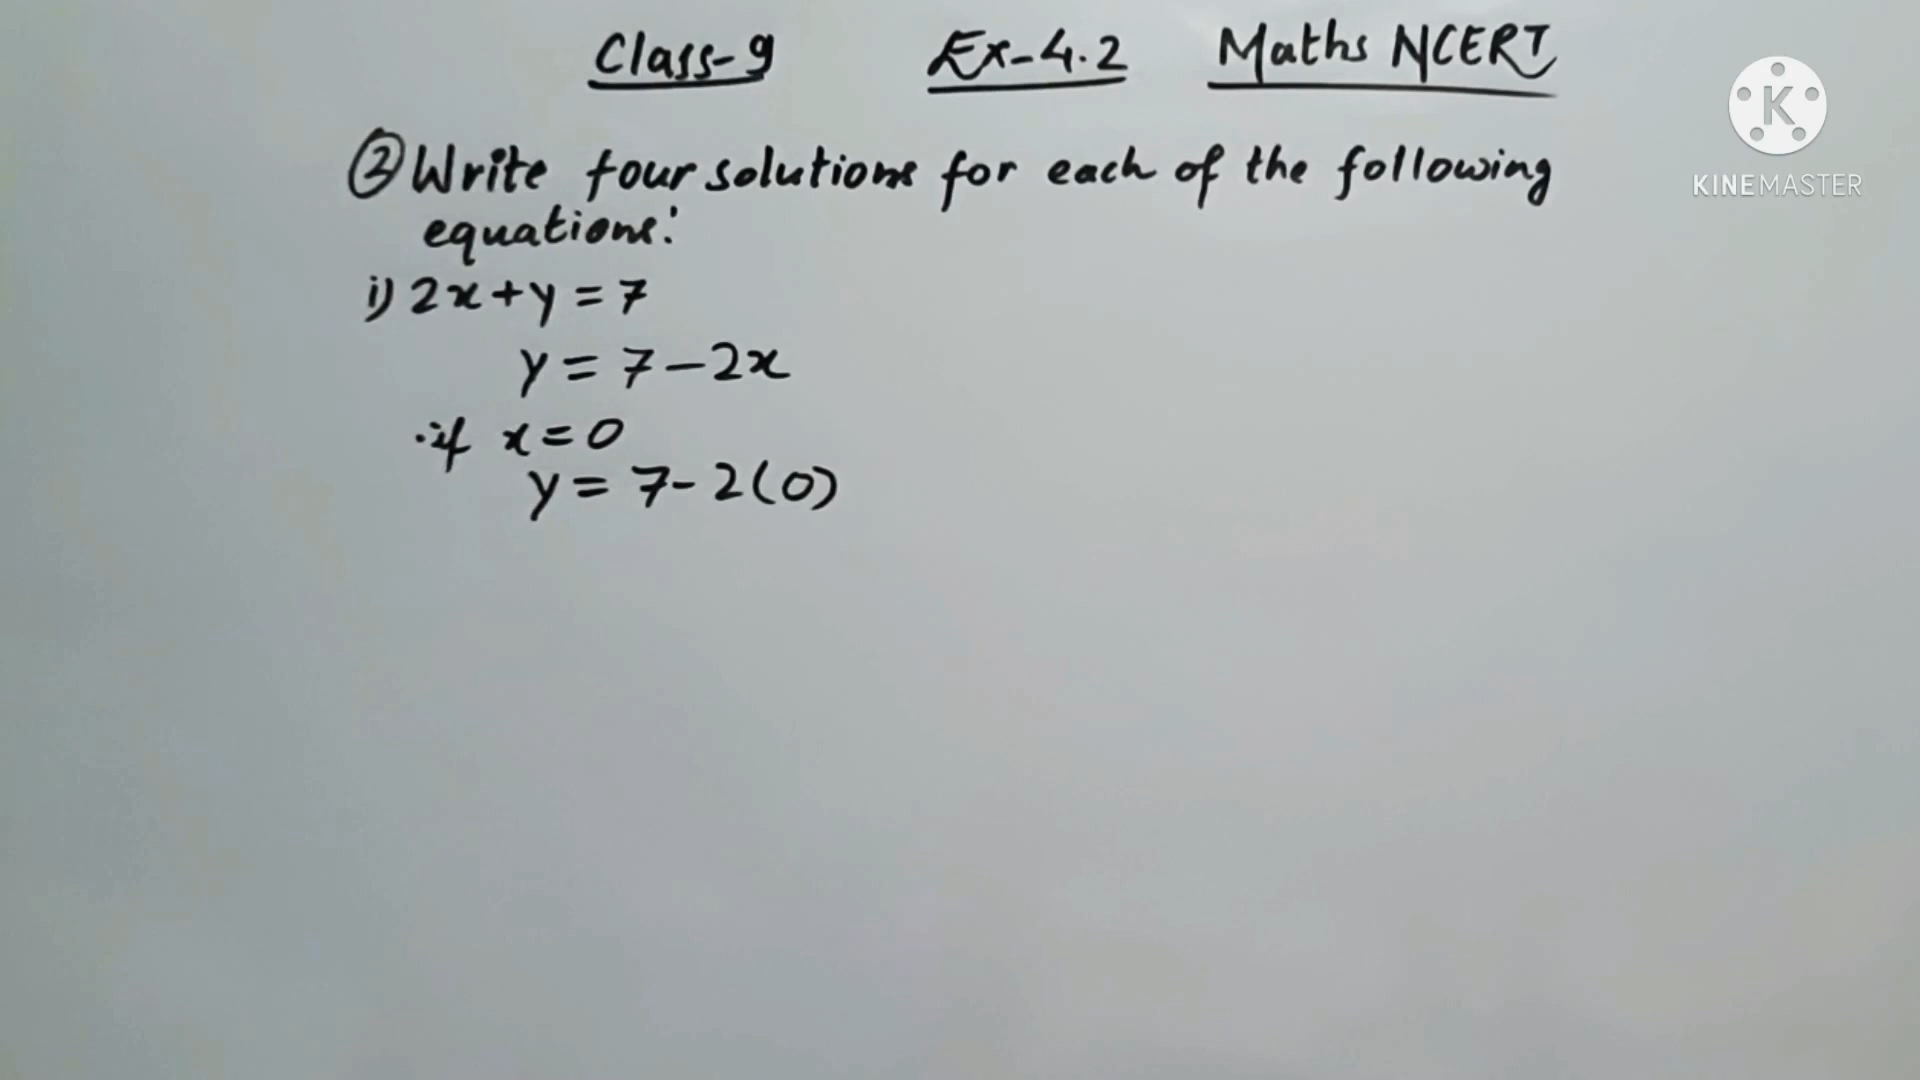 Class-9 Ex-4.2 Maths NCERT
② Write four solutions for each of the following
equations:
i) 2x+y=7
y = 7-2x
.if x=0
y = 7-2(0)
K
KINEMASTER